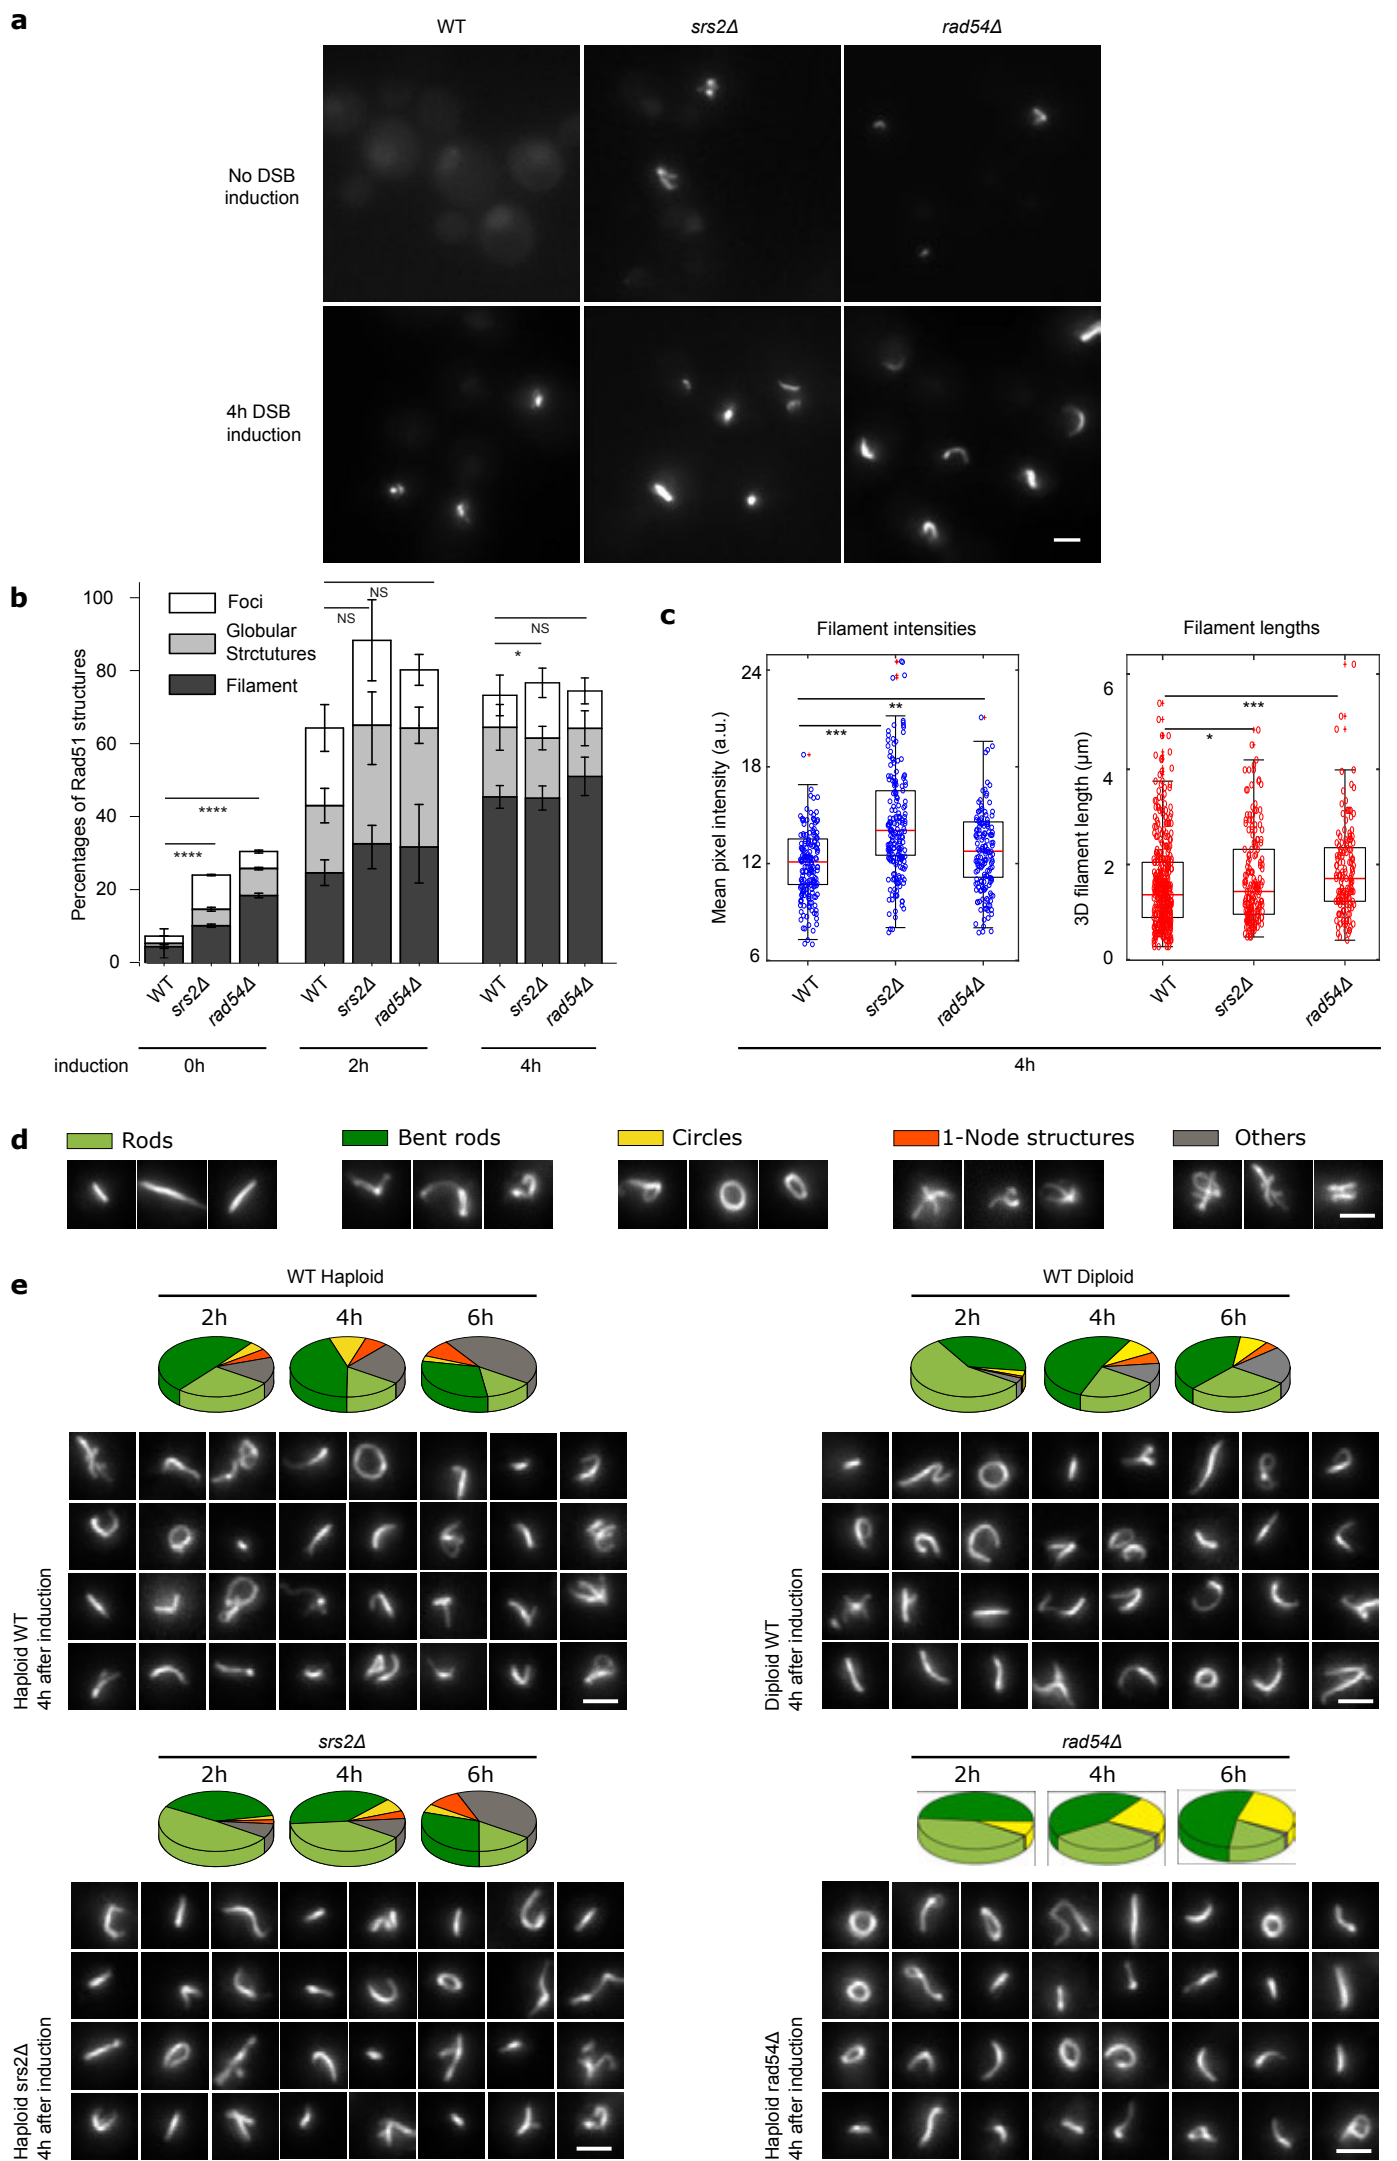 a
WT srs2Δ rad54Δ
No DSB
induction
4h DSB
induction
b
Percentages of Rad51 structures
100
80
60
40
20
0
Foci
Globular
Strctutures
Filament
****
****
NS
NS
NS
*
WT srs2Δ rad54Δ WT srs2Δ rad54Δ WT srs2Δ rad54Δ
induction 0h 2h 4h
c
Filament intensities
Mean pixel intensity (a.u.)
24
18
12
6
**
***
WT srs2Δ rad54Δ
Filament lengths
3D filament length (µm)
6
4
2
0
***
*
WT srs2Δ rad54Δ
4h
d
Rods Bent rods Circles 1-Node structures Others
e
WT Haploid
2h 4h 6h
Haploid WT
4h after induction
WT Diploid
2h 4h 6h
Diploid WT
4h after induction
srs2Δ
2h 4h 6h
Haploid srs2Δ
4h after induction
rad54Δ
2h 4h 6h
Haploid rad54Δ
4h after induction